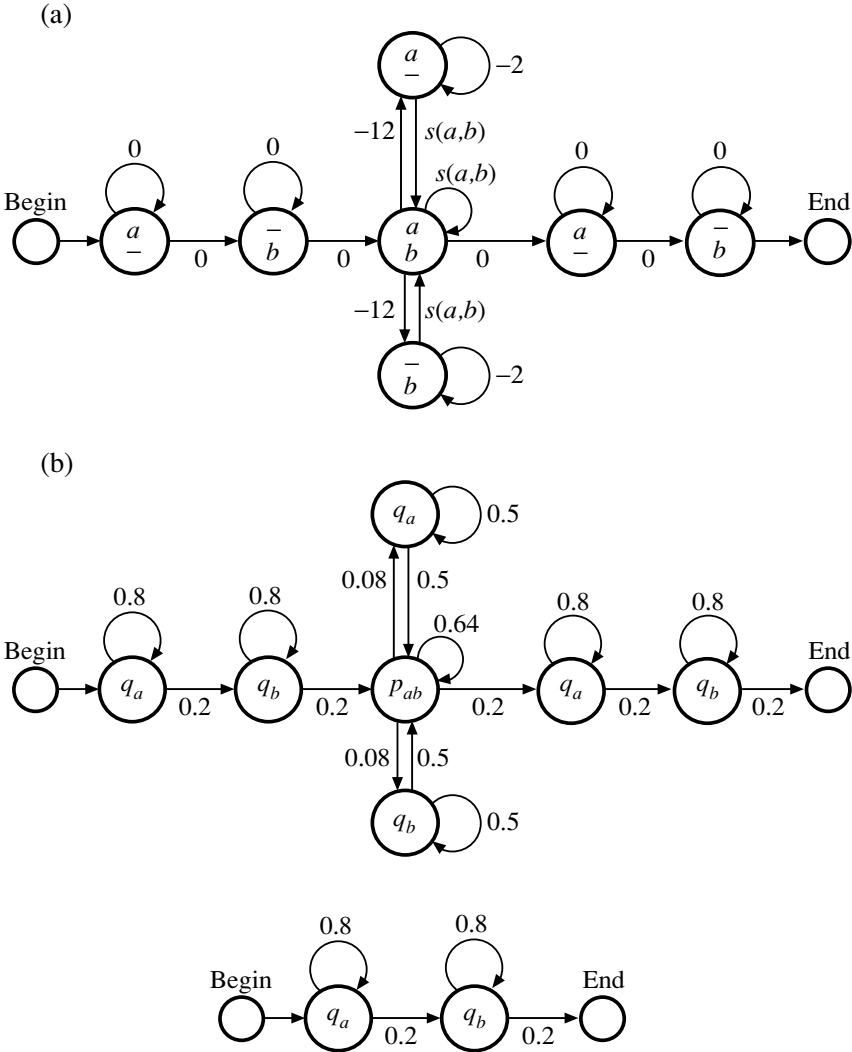 (a)
a
–
–2
–12
s(a,b)
0
0
s(a,b)
0
0
Begin
End
a
–
–
b
a
b
a
–
–
b
0
0
0
0
–12
s(a,b)
–
b
–2
(b)
q_a
0.5
0.08
0.5
0.8
0.8
0.64
0.8
0.8
Begin
End
q_a
q_b
p_ab
q_a
q_b
0.2
0.2
0.2
0.2
0.2
0.08
0.5
q_b
0.5
0.8
0.8
Begin
End
q_a
q_b
0.2
0.2